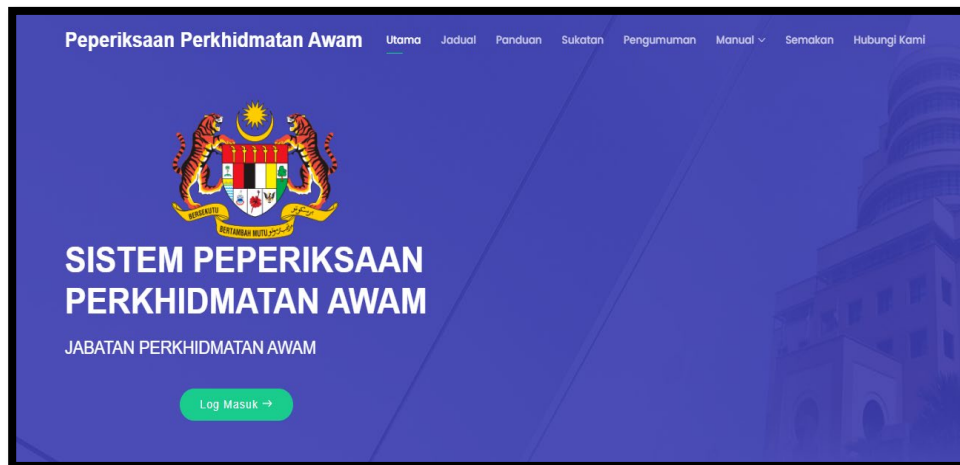 Peperiksaan Perkhidmatan Awam Utama Jadual Panduan Sukatan Pengumuman Manual Semakan Hubungi Kami
BERSEKUTU
BERTAMBAH MUTU
SISTEM PEPERIKSAAN
PERKHIDMATAN AWAM
JABATAN PERKHIDMATAN AWAM
Log Masuk →